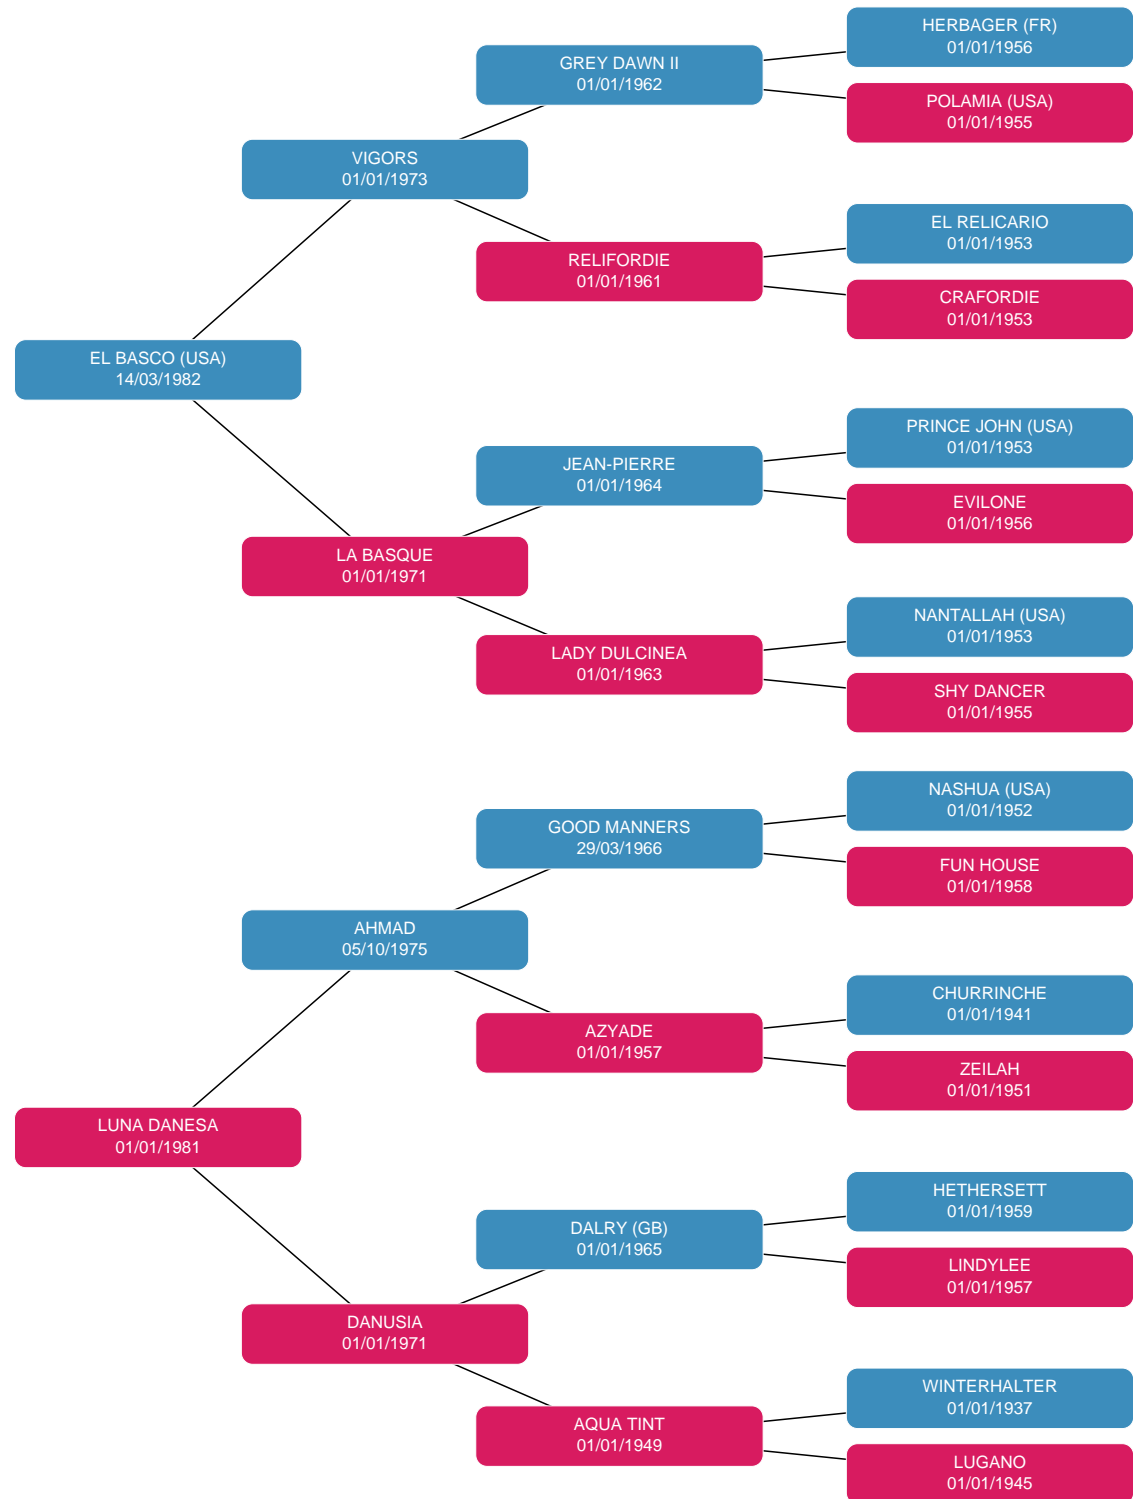 HERBAGER (FR)
01/01/1956
GREY DAWN II
01/01/1962
POLAMIA (USA)
01/01/1955
VIGORS
01/01/1973
EL RELICARIO
01/01/1953
RELIFORDIE
01/01/1961
CRAFORDIE
01/01/1953
EL BASCO (USA)
14/03/1982
PRINCE JOHN (USA)
01/01/1953
JEAN-PIERRE
01/01/1964
EVILONE
01/01/1956
LA BASQUE
01/01/1971
NANTALLAH (USA)
01/01/1953
LADY DULCINEA
01/01/1963
SHY DANCER
01/01/1955
NASHUA (USA)
01/01/1952
GOOD MANNERS
29/03/1966
FUN HOUSE
01/01/1958
AHMAD
05/10/1975
CHURRINCHE
01/01/1941
AZYADE
01/01/1957
ZEILAH
01/01/1951
LUNA DANESA
01/01/1981
HETHERSETT
01/01/1959
DALRY (GB)
01/01/1965
LINDYLEE
01/01/1957
DANUSIA
01/01/1971
WINTERHALTER
01/01/1937
AQUA TINT
01/01/1949
LUGANO
01/01/1945